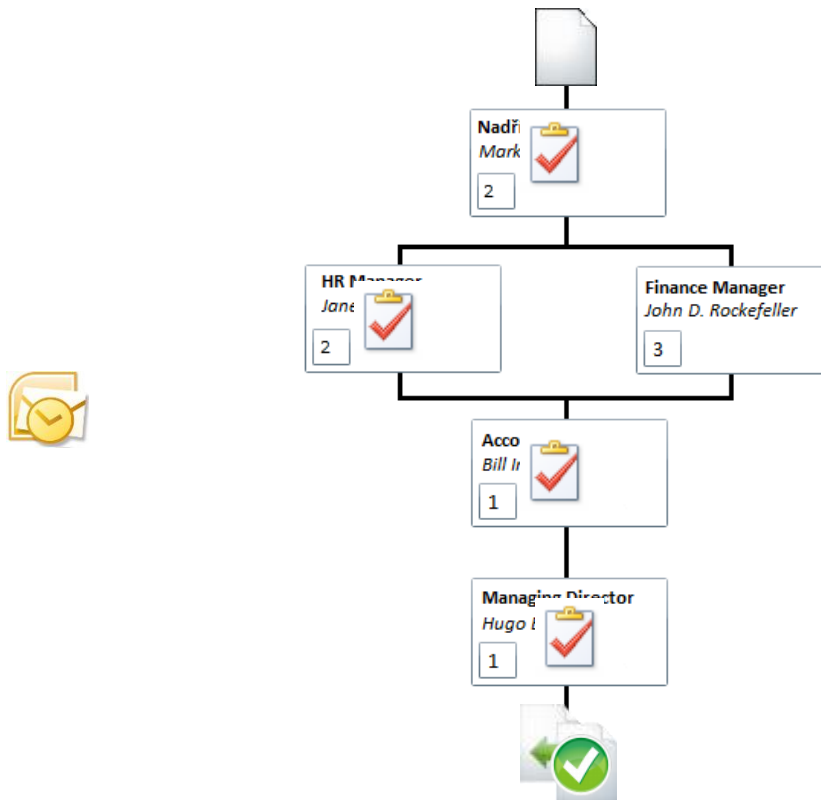 Nadř
Mark
2
HR Manager
Jane
2
Finance Manager
John D. Rockefeller
3
Acco
Bill
1
Managing Director
Hugo
1